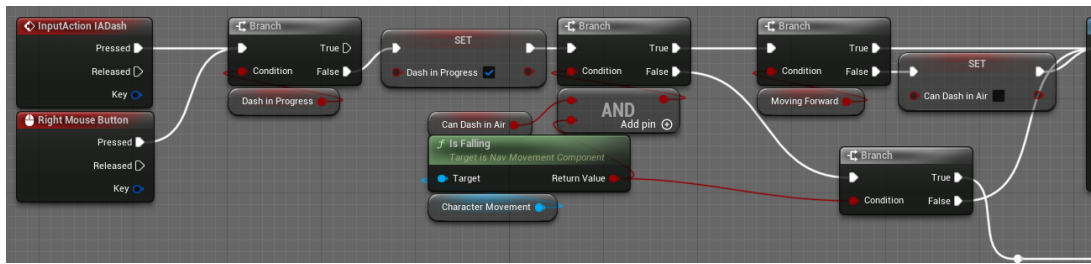 InputAction IADash
Pressed
Released
Key
Right Mouse Button
Pressed
Released
Key
Branch
True
Condition
False
Dash in Progress
SET
Dash in Progress
Branch
True
Condition
False
AND
Add pin
Can Dash in Air
Is Falling
Target is Nav Movement Component
Target
Return Value
Character Movement
Branch
True
Condition
False
Moving Forward
SET
Can Dash in Air
Branch
True
Condition
False